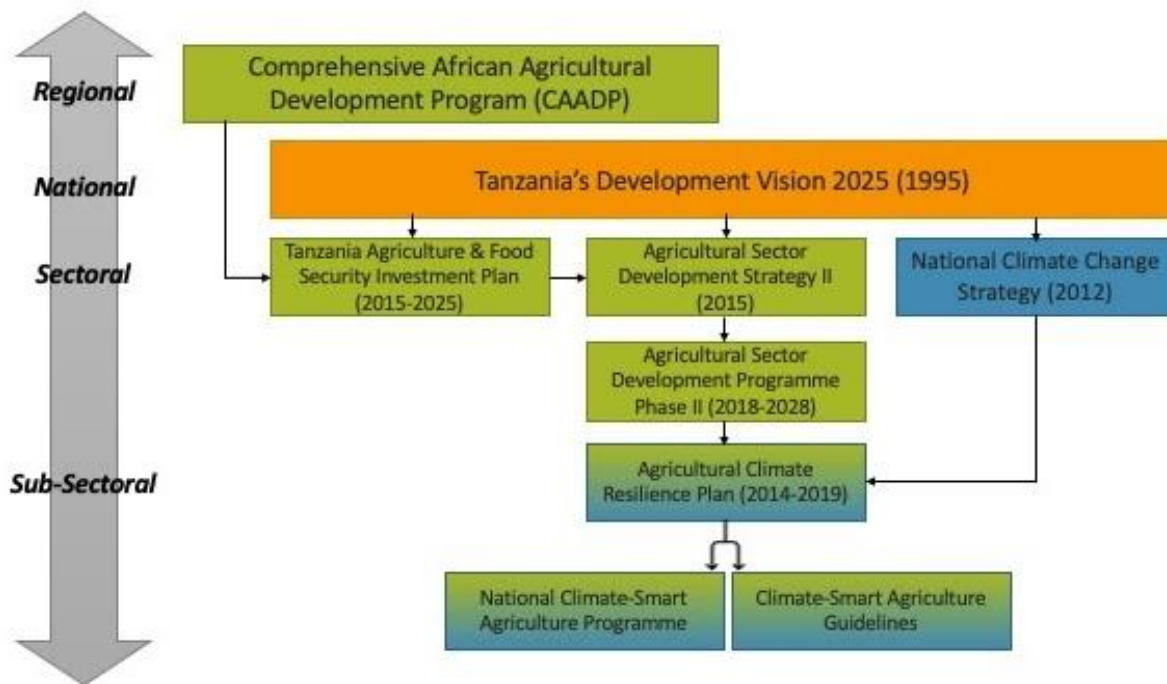 Regional
Comprehensive African Agricultural
Development Program (CAADP)
National
Tanzania's Development Vision 2025 (1995)
Sectoral
Tanzania Agriculture & Food
Security Investment Plan
(2015-2025)
Agricultural Sector
Development Strategy II
(2015)
National Climate Change
Strategy (2012)
Agricultural Sector
Development Programme
Phase II (2018-2028)
Sub-Sectoral
Agricultural Climate
Resilience Plan (2014-2019)
National Climate-Smart
Agriculture Programme
Climate-Smart Agriculture
Guidelines